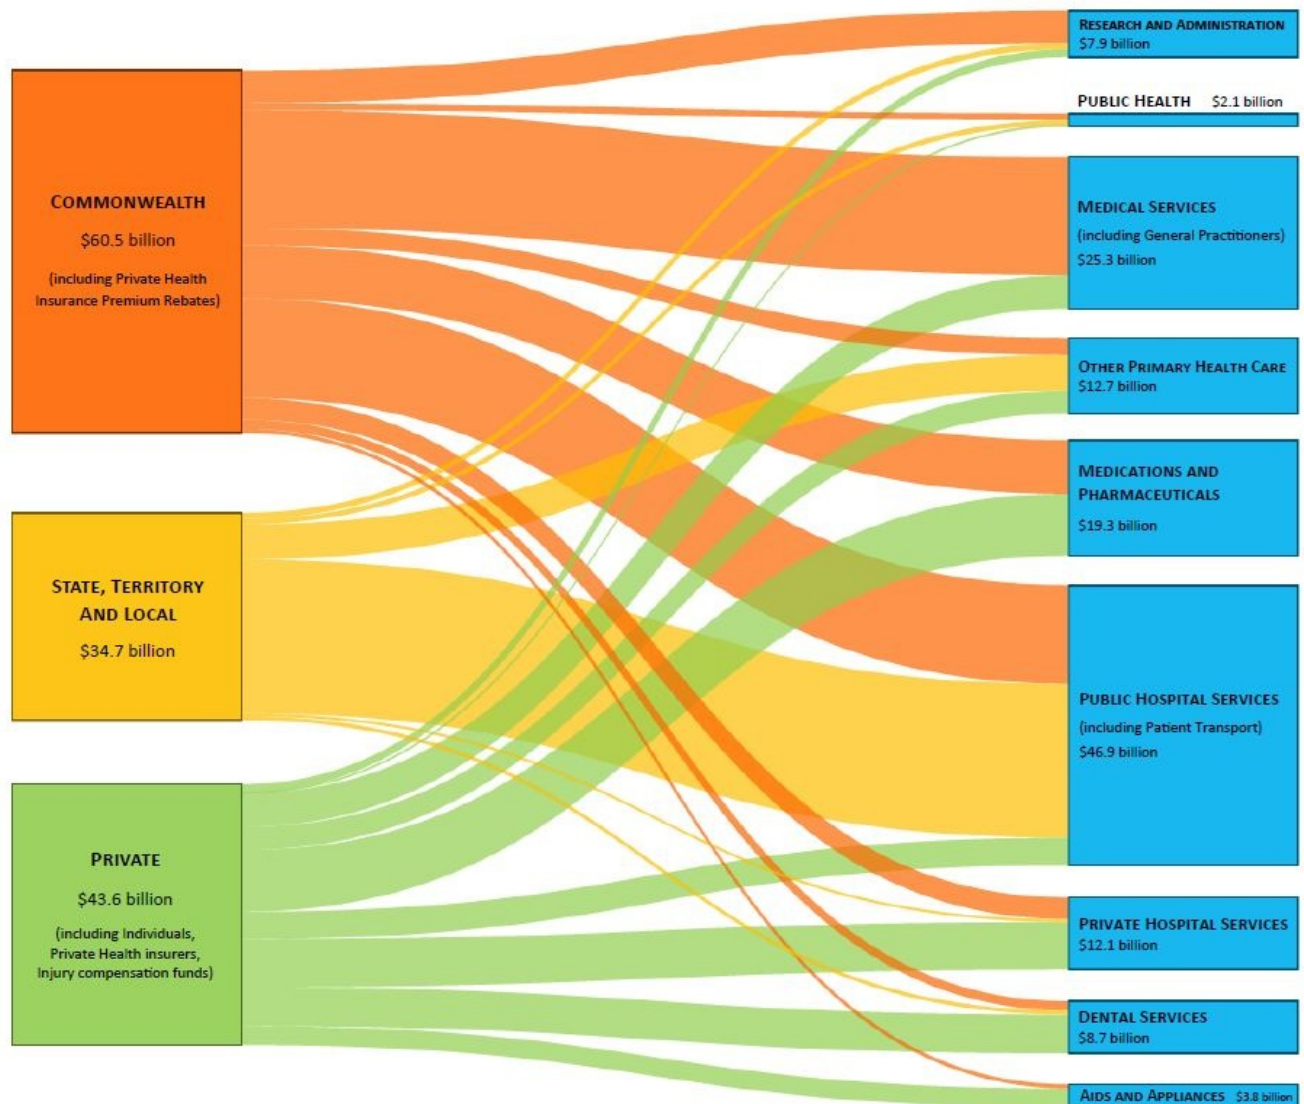 COMMONWEALTH
$60.5 billion
(including Private Health
Insurance Premium Rebates)
STATE, TERRITORY
AND LOCAL
$34.7 billion
PRIVATE
$43.6 billion
(including Individuals,
Private Health insurers,
Injury compensation funds)
RESEARCH AND ADMINISTRATION
$7.9 billion
PUBLIC HEALTH $2.1 billion
MEDICAL SERVICES
(including General Practitioners)
$25.3 billion
OTHER PRIMARY HEALTH CARE
$12.7 billion
MEDICATIONS AND
PHARMACEUTICALS
$19.3 billion
PUBLIC HOSPITAL SERVICES
(including Patient Transport)
$46.9 billion
PRIVATE HOSPITAL SERVICES
$12.1 billion
DENTAL SERVICES
$8.7 billion
AIDS AND APPLIANCES $3.8 billion